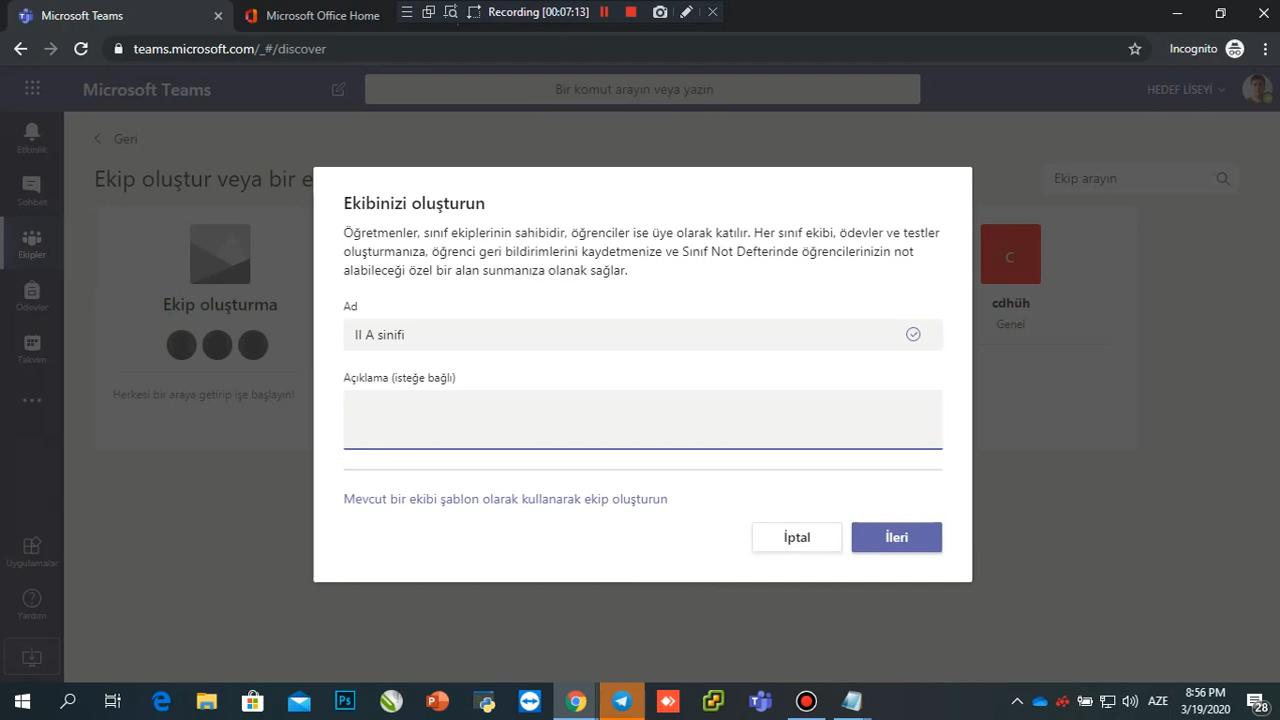 Microsoft Teams
Microsoft Office Home
Recording [00:07:13]
teams.microsoft.com/_#/discover
Incognito
Microsoft Teams
Bir komut arayın veya yazın
HEDEF LİSEYİ
Etkinlik
Geri
Ekip oluştur veya bir e
Ekip arayın
Sohbet
Ekipler
Ekip oluşturma
Herkesi bir araya getirip işe başlayın!
C
cdhüh
Genel
Ödevler
Takvim
Ekibinizi oluşturun
Öğretmenler, sınıf ekiplerinin sahibidir, öğrenciler ise üye olarak katılır. Her sınıf ekibi, ödevler ve testler
oluşturmanıza, öğrenci geri bildirimlerini kaydetmenize ve Sınıf Not Defterinde öğrencilerinizin not
alabileceği özel bir alan sunmanıza olanak sağlar.
Ad
II A sinifi
Açıklama (isteğe bağlı)
Mevcut bir ekibi şablon olarak kullanarak ekip oluşturun
İptal
İleri
Uygulamalar
Yardım
Ps
AZE
8:56 PM
3/19/2020
28